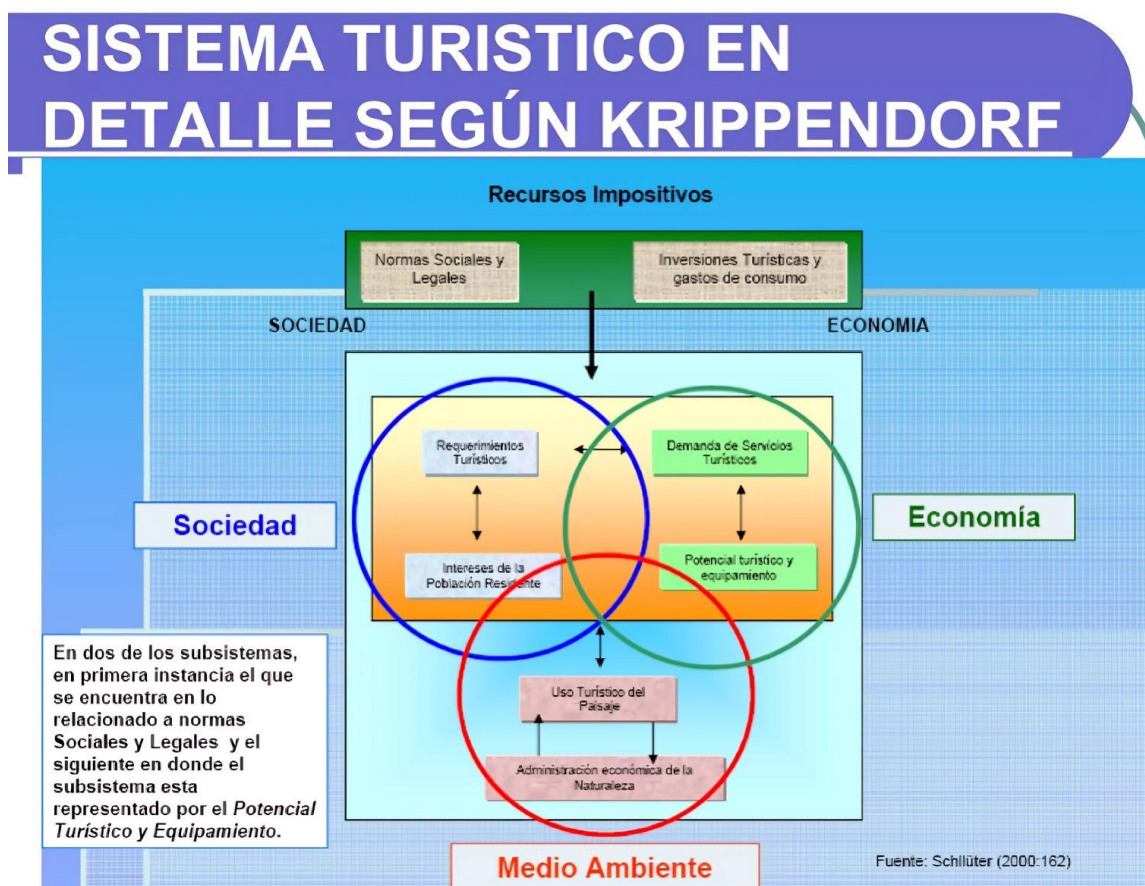 SISTEMA TURISTICO EN
DETALLE SEGÚN KRIPPENDORF
Recursos Impositivos
Normas Sociales y
Legales
Inversiones Turísticas y
gastos de consumo
SOCIEDAD
ECONOMIA
Requerimientos
Turísticos
Demanda de Servicios
Turísticos
Sociedad
Economía
Intereses de la
Población Residente
Potencial turístico y
equipamiento
En dos de los subsistemas,
en primera instancia el que
se encuentra en lo
relacionado a normas
Sociales y Legales y el
siguiente en donde el
subsistema esta
representado por el Potencial
Turístico y Equipamiento.
Uso Turístico del
Paisaje
Administración económica de la
Naturaleza
Medio Ambiente
Fuente: Schllüter (2000:162)